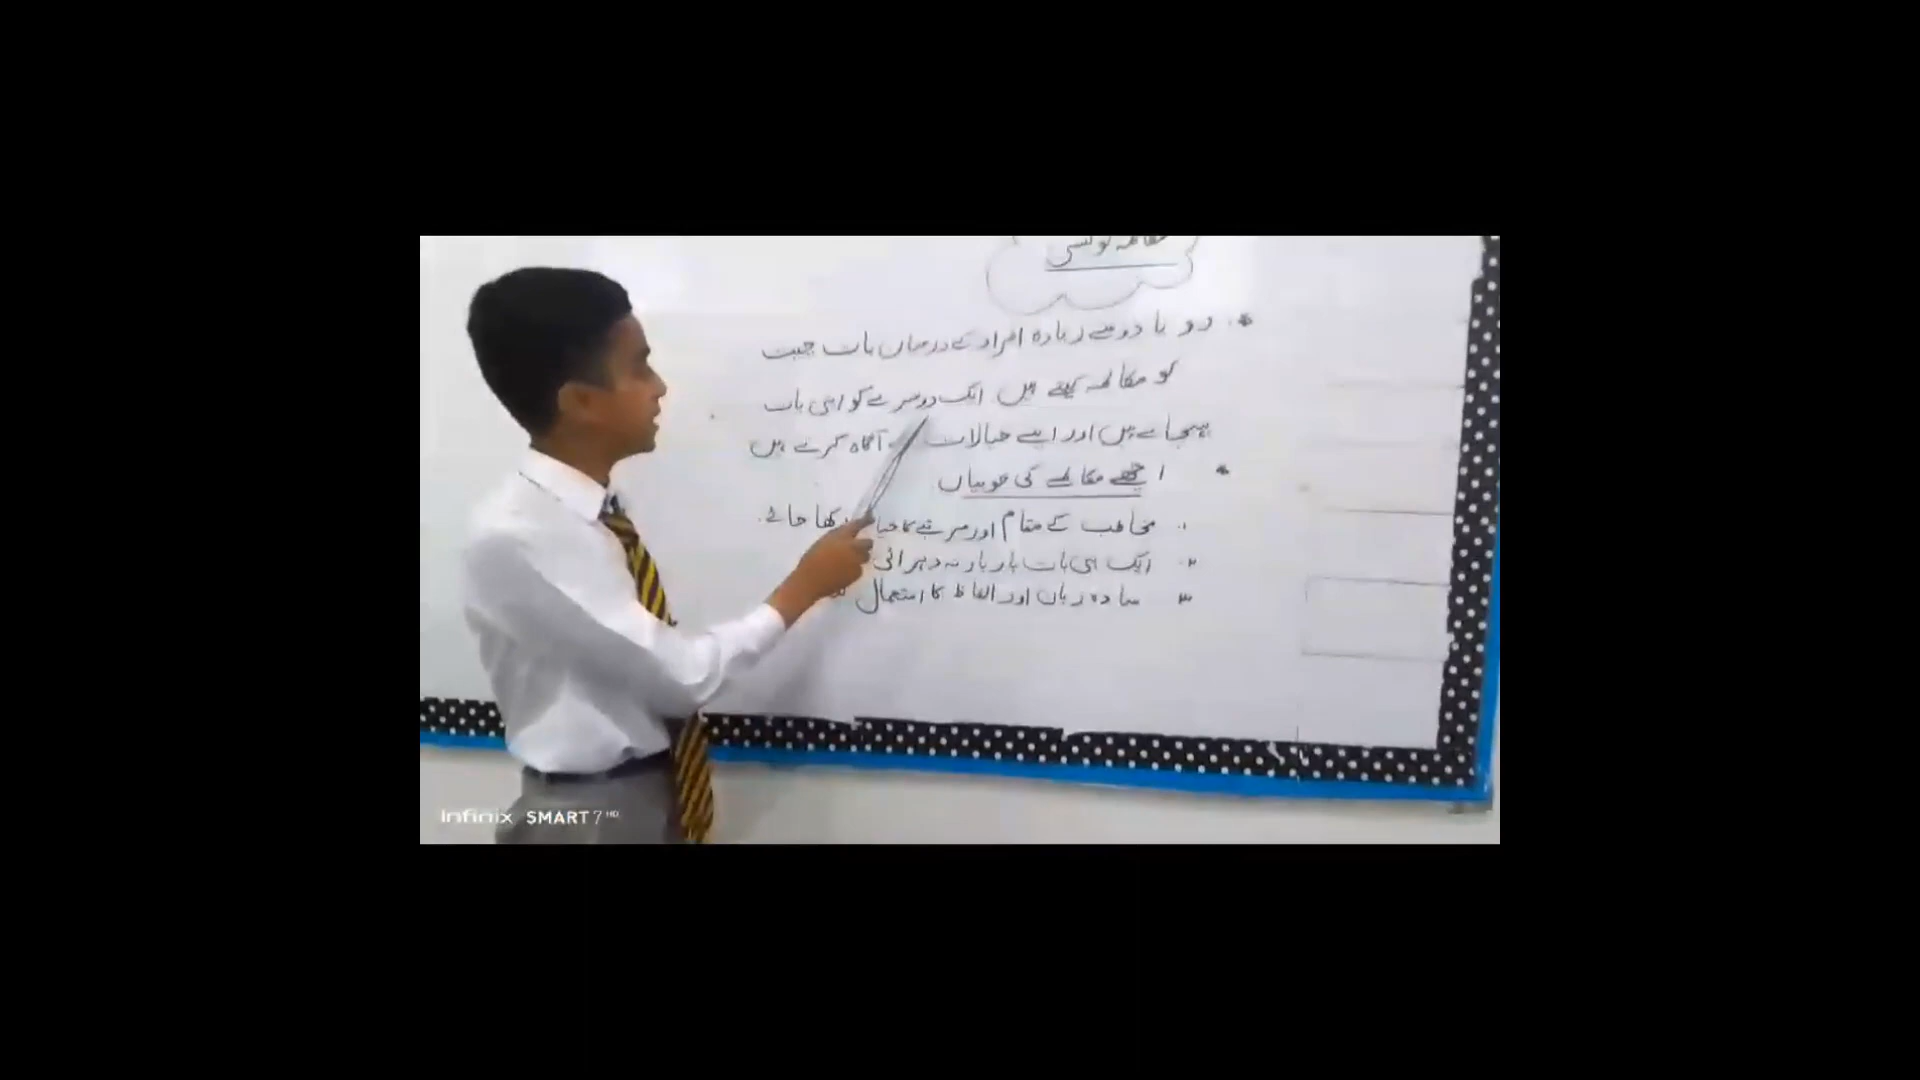 مکالمہ نویسی
* دو یا دو سے زیادہ افراد کے درمیاں بات چیت
کو مکالمہ کہتے ہیں ایک دوسرے کو اپنی بات
پہنچاتے ہیں اور اپنے خیالات سے آگاہ کرتے ہیں
* اچھے مکالمے کی خوبیاں
۱. مخاطب کے مقام اور مرتبے کا خیال رکھا جائے۔
۲. ایک ہی بات بار بار نہ دہرائی
۳ سادہ زباں اور الفاظ کا استعمال
Infinix SMART 7 HD